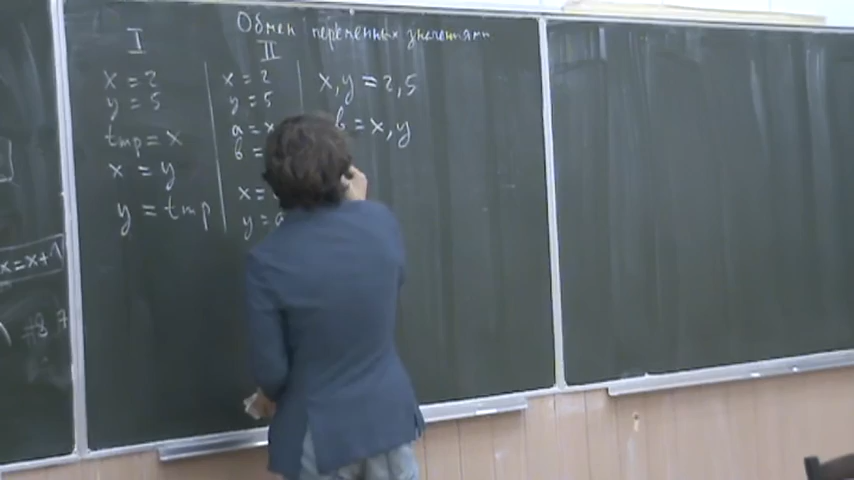 Обмен переменных значениями
I
x = 2
y = 5
tmp = x
x = y
y = tmp
II
x = 2
y = 5
a = x
b =
x =
y = a
x, y = 2, 5
b = x, y
x = x + 1